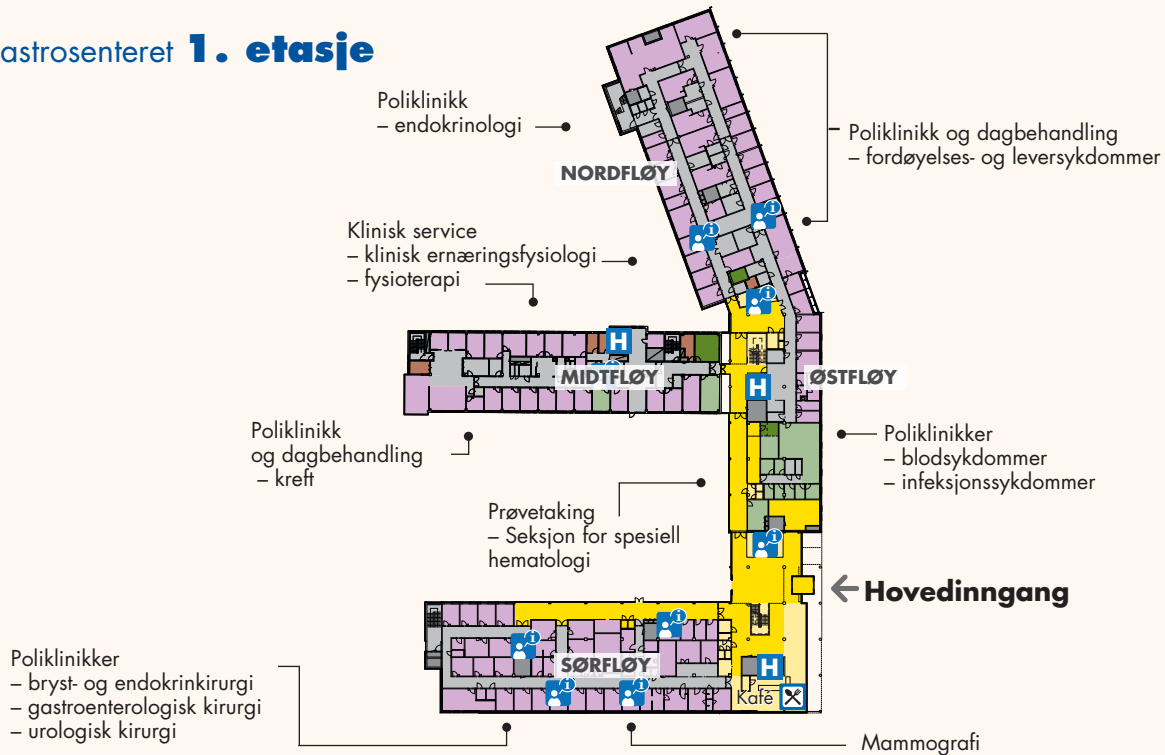 astrosenteret 1. etasje
Poliklinikk
– endokrinologi
Poliklinikk og dagbehandling
– fordøyelses- og leversykdommer
NORDFLØY
Klinisk service
– klinisk ernæringsfysiologi
– fysioterapi
i
i
i
H
i
MIDTFLØY
H
ØSTFLØY
Poliklinikk
og dagbehandling
– kreft
Poliklinikker
– blodsykdommer
– infeksjonssykdommer
Prøvetaking
– Seksjon for spesiell
hematologi
i
Hovedinngang
i
i
SØRFLØY
i
i
H
Kafé
Poliklinikker
– bryst- og endokrinkirurgi
– gastroenterologisk kirurgi
– urologisk kirurgi
Mammografi